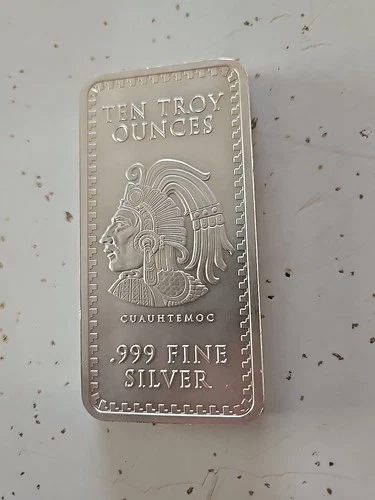 TEN TROY
OUNCES
CUAUHTEMOC
.999 FINE
SILVER